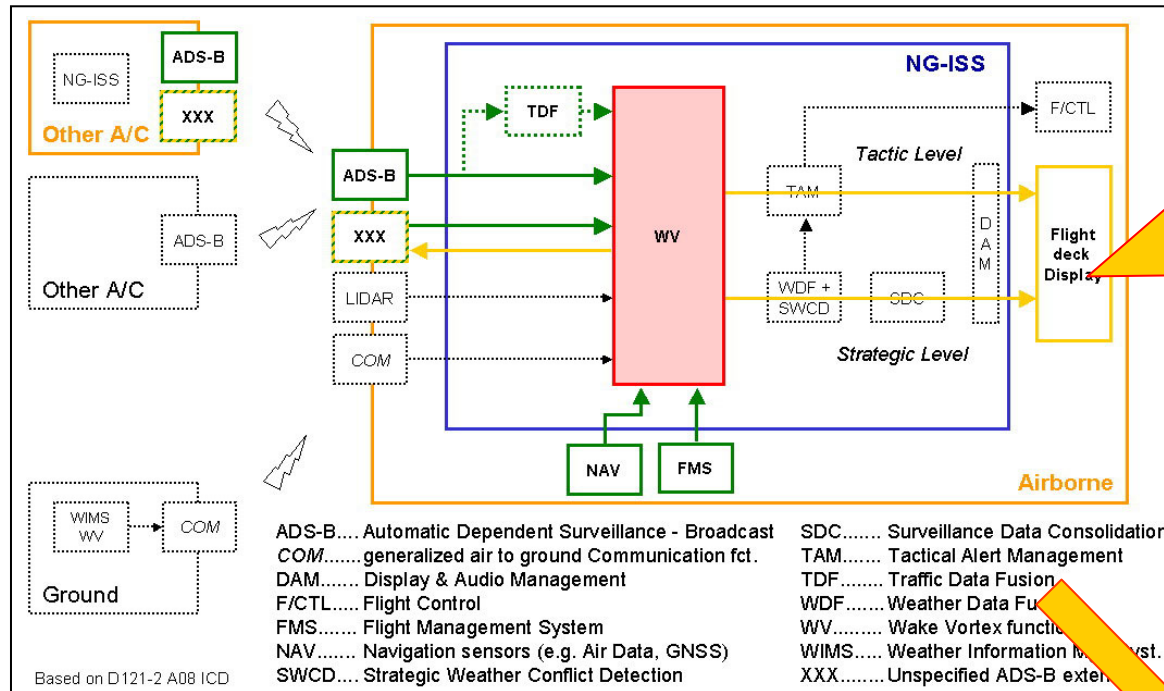 ADS-B
NG-ISS
XXX
Other A/C
ADS-B
Other A/C
WIMS
WV
COM
Ground
Based on D121-2 A08 ICD
NG-ISS
TDF
ADS-B
XXX
LIDAR
COM
WV
Tactic Level
TAM
WDF +
SWCD
SDC
Strategic Level
D
A
M
F/CTL
Flight
deck
Display
NAV
FMS
Airborne
ADS-B.... Automatic Dependent Surveillance - Broadcast
COM....... generalized air to ground Communication fct.
DAM....... Display & Audio Management
F/CTL..... Flight Control
FMS....... Flight Management System
NAV....... Navigation sensors (e.g. Air Data, GNSS)
SWCD.... Strategic Weather Conflict Detection
SDC....... Surveillance Data Consolidation
TAM....... Tactical Alert Management
TDF....... Traffic Data Fusion
WDF....... Weather Data
WV......... Wake Vortex
WIMS...... Weather Information
XXX........ Unspecified ADS-B